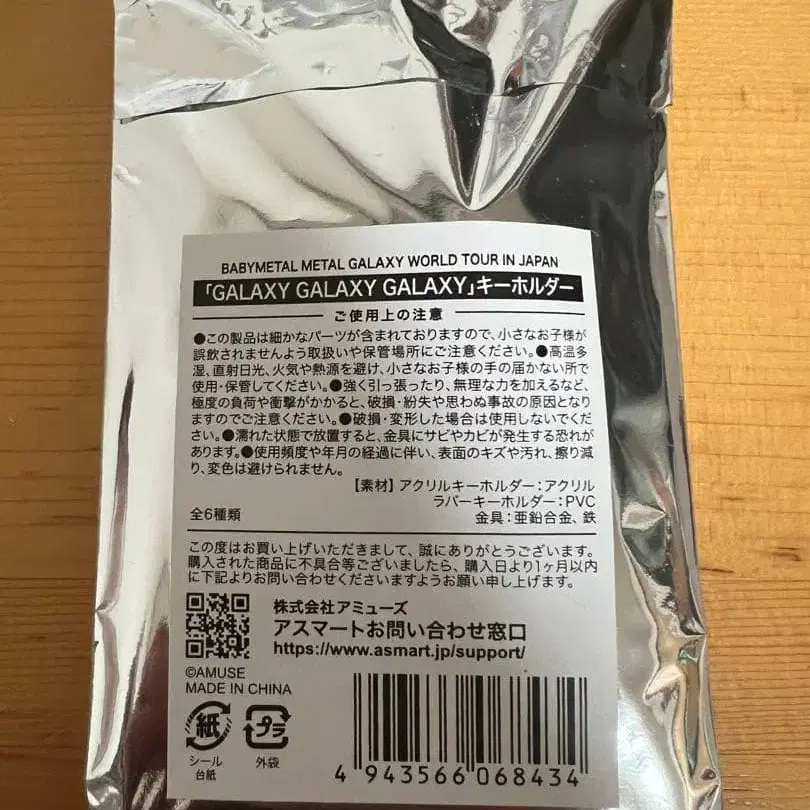 BABYMETAL METAL GALAXY WORLD TOUR IN JAPAN
「GALAXY GALAXY GALAXY」キーホルダー
ご使用上の注意
●この製品は細かなパーツが含まれておりますので、小さなお子様が
誤飲されませんよう取扱いや保管場所にご注意ください。●高温多
湿、直射日光、火気や熱源を避け、小さなお子様の手の届かない所で
使用・保管してください。●強く引っ張ったり、無理な力を加えるなど、
極度の負荷や衝撃がかかると、破損・紛失や思わぬ事故の原因となり
ますのでご注意ください。●破損・変形した場合は使用しないでくだ
さい。●濡れた状態で放置すると、金具にサビやカビが発生する恐れが
あります。●使用頻度や年月の経過に伴い、表面のキズや汚れ、擦り減
り、変色は避けられません。
【素材】アクリルキーホルダー：アクリル
ラバーキーホルダー：PVC
全6種類 金具：亜鉛合金、鉄
この度はお買い上げいただきまして、誠にありがとうございます。
購入された商品に不具合等ございましたら、購入日より1ヶ月以内
に下記よりお問い合わせくださいますようお願い申し上げます。
株式会社アミューズ
アスマートお問い合わせ窓口
https://www.asmart.jp/support/
©AMUSE
MADE IN CHINA
紙 プラ
シール 外袋
台紙
4 943566 068434